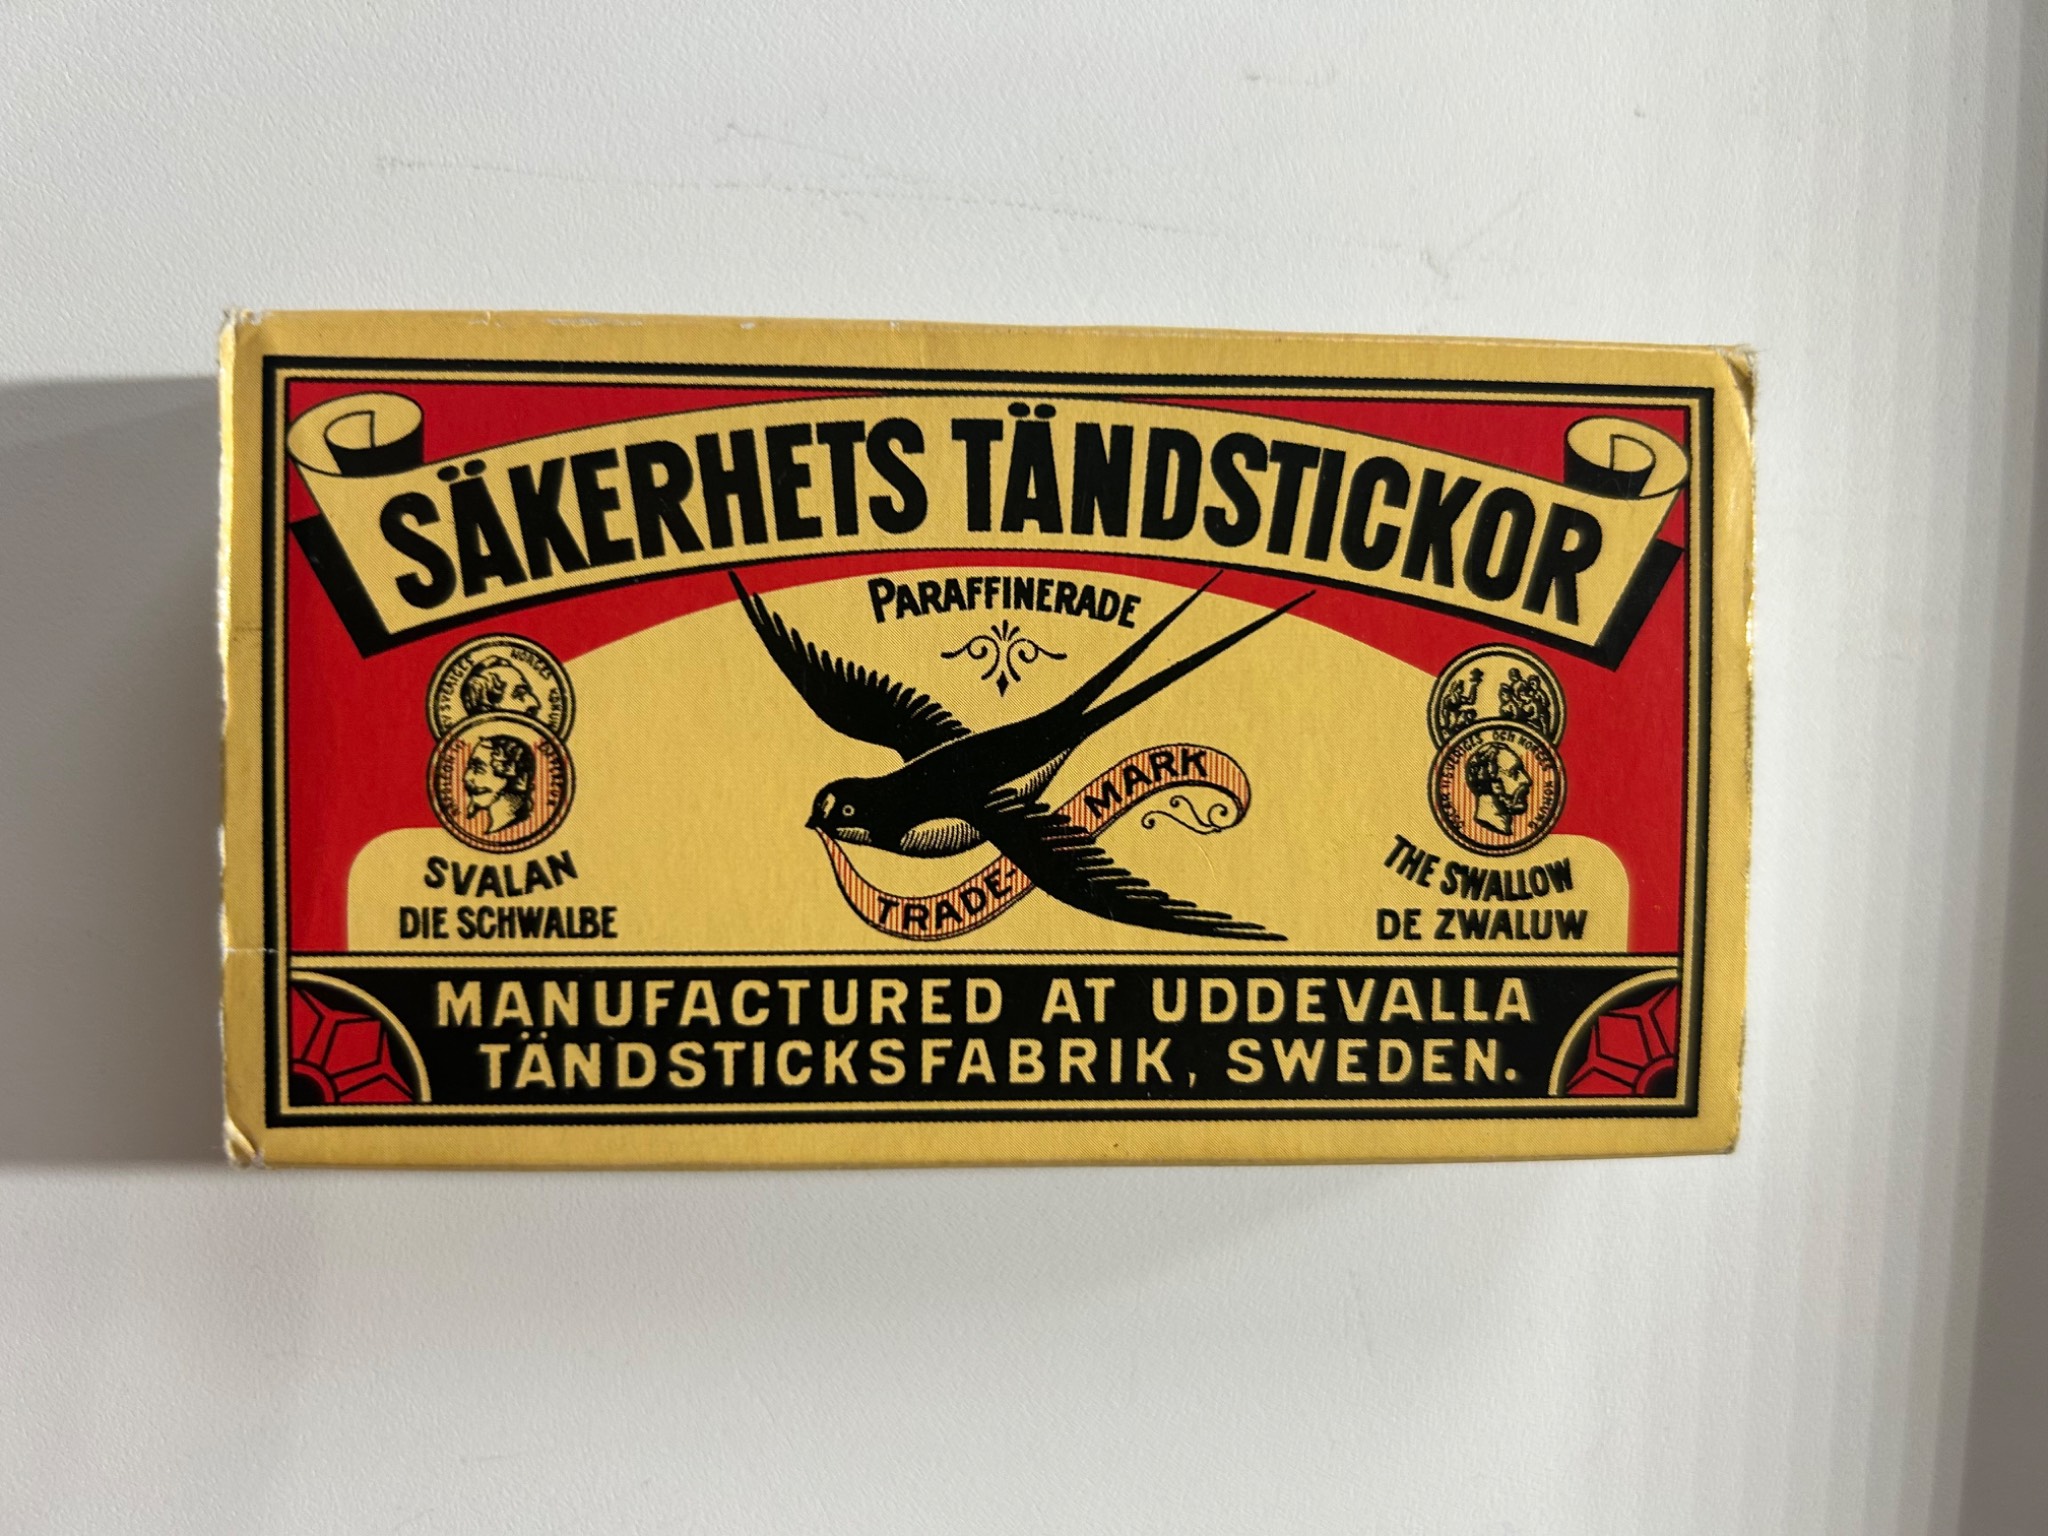 SÄKERHETS TÄNDSTICKOR
PARAFFINERADE
TRADE-MARK
SVALAN
DIE SCHWALBE
THE SWALLOW
DE ZWALUW
MANUFACTURED AT UDDEVALLA
TÄNDSTICKSFABRIK, SWEDEN.